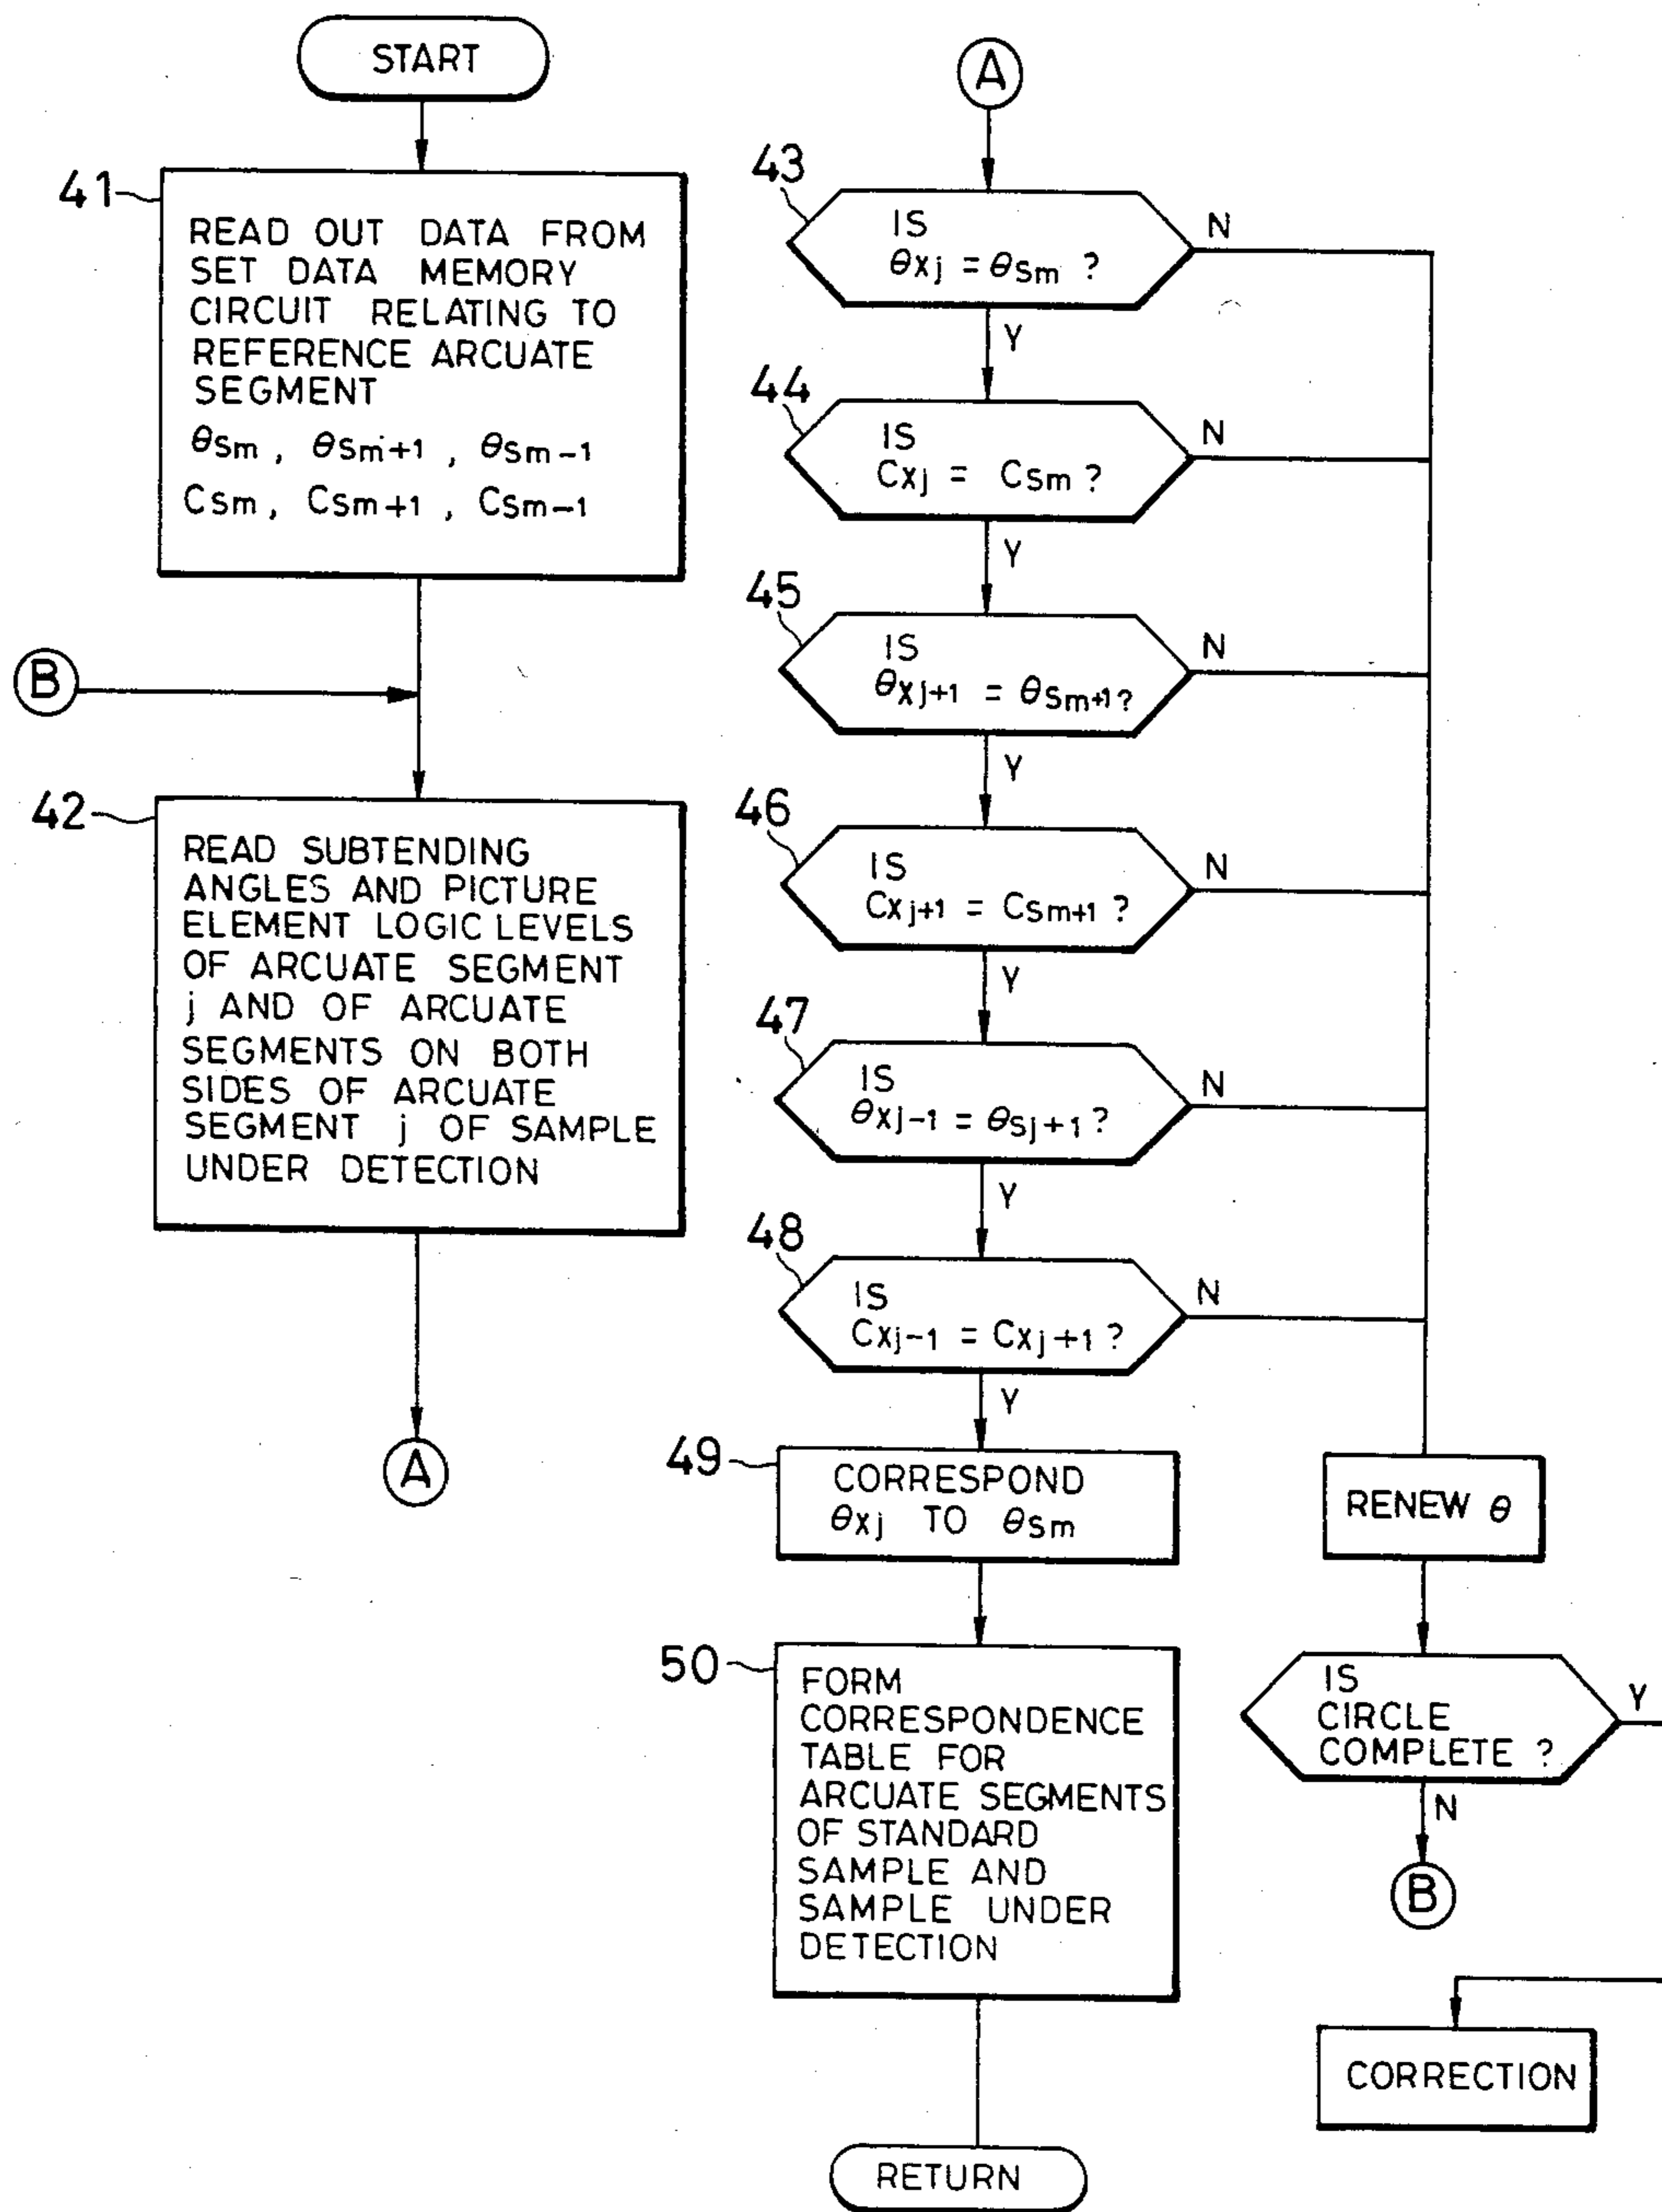 START
41
READ OUT DATA FROM
SET DATA MEMORY
CIRCUIT RELATING TO
REFERENCE ARCUATE
SEGMENT
θSm, θSm+1, θSm-1
CSm, CSm+1, CSm-1
B
42
READ SUBTENDING
ANGLES AND PICTURE
ELEMENT LOGIC LEVELS
OF ARCUATE SEGMENT
j AND OF ARCUATE
SEGMENTS ON BOTH
SIDES OF ARCUATE
SEGMENT j OF SAMPLE
UNDER DETECTION
A
A
43
IS
θxj = θSm ?
N
Y
44
IS
Cxj = CSm ?
N
Y
45
IS
θxj+1 = θSm+1?
N
Y
46
IS
Cxj+1 = CSm+1 ?
N
Y
47
IS
θxj-1 = θSj+1 ?
N
Y
48
IS
Cxj-1 = Cxj+1 ?
N
Y
49
CORRESPOND
θxj TO θSm
50
FORM
CORRESPONDENCE
TABLE FOR
ARCUATE SEGMENTS
OF STANDARD
SAMPLE AND
SAMPLE UNDER
DETECTION
RETURN
RENEW θ
IS
CIRCLE
COMPLETE ?
Y
N
B
CORRECTION